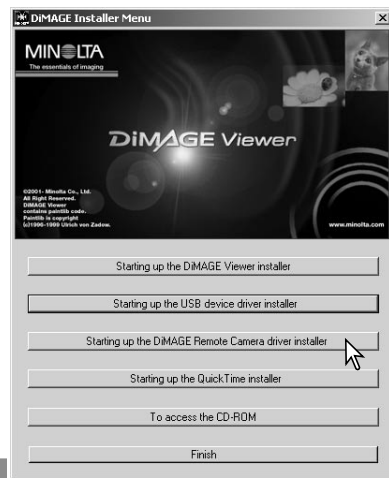 DiMAGE Installer Menu
MINOLTA
The essentials of imaging
DiMAGE Viewer
©2001- Minolta Co., Ltd.
All Right Reserved.
DiMAGE Viewer
contains paintlib code.
Paintlib is copyright
(c)1996-1999 Ulrich von Zadow.
www.minolta.com
Starting up the DiMAGE Viewer installer
Starting up the USB device driver installer
Starting up the DiMAGE Remote Camera driver installer
Starting up the QuickTime installer
To access the CD-ROM
Finish